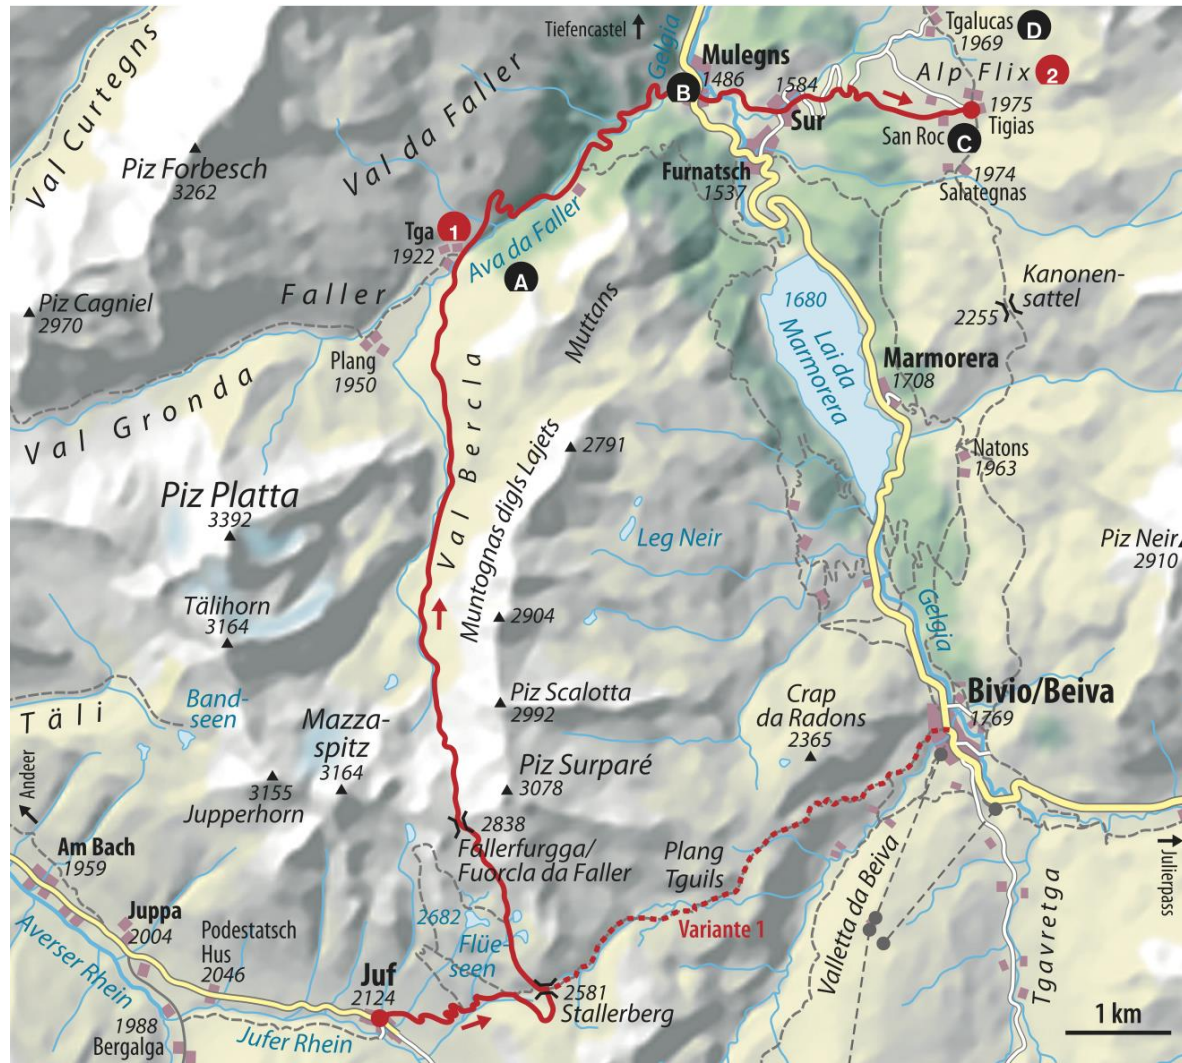 Val Curtegns
Tiefencastel
Gelgia
Tgalucas
1969
D
Mulegns
1486
B
1584
Alp Flix
2
1975
Tigias
Sur
San Roc
C
Val da Faller
Piz Forbesch
3262
Furnatsch
1537
1974
Salategnas
Tga
1
1922
Ava da Faller
A
Kanonen-
sattel
2255
Piz Cagniel
2970
Faller
Muttans
1680
Lai da
Marmorera
Plang
1950
Marmorera
1708
Val Gronda
Val Bercla
Muntognas digls Lajets
2791
Natons
1963
Piz Platta
3392
Leg Neir
Piz Neir
2910
Tälihorn
3164
2904
Gelgia
Täli
Band-
seen
Mazza-
spitz
3164
Piz Scalotta
2992
Crap
da Radons
2365
Bivio/Beiva
1769
Andeer
3155
Jupperhorn
Piz Surparé
3078
2838
Fallerfurgga/
Fuorcla da Faller
Plang
Tguils
Julierpass
Am Bach
1959
Juppa
2004
Podestatsch
Hus
2046
2682
Flüe-
seen
Variante 1
Valletta da Beiva
Tgavretga
Averser Rhein
Juf
2124
2581
Stallerberg
1988
Bergalga
Jufer Rhein
1 km